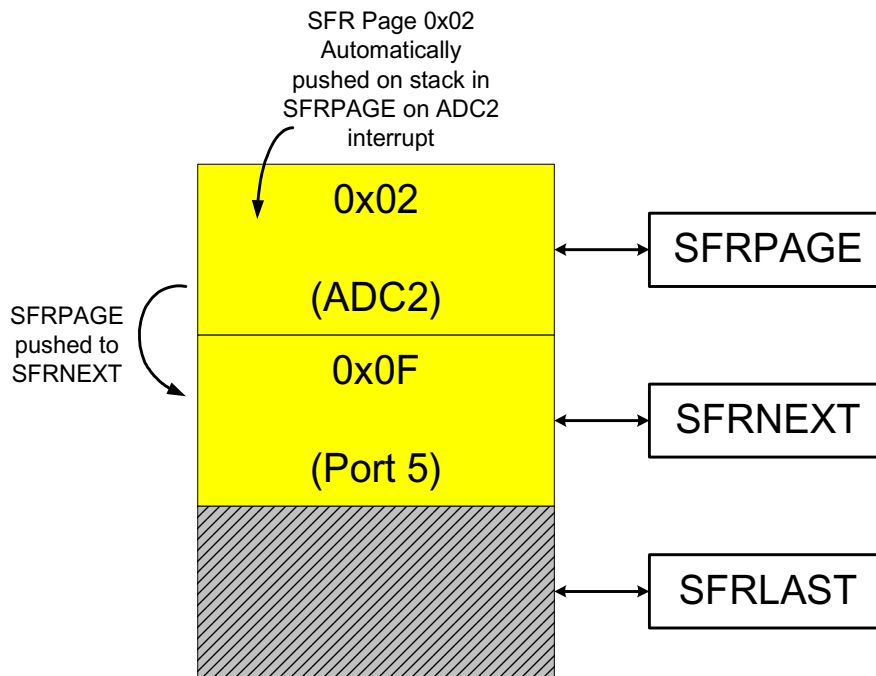 SFR Page 0x02
Automatically
pushed on stack in
SFRPAGE on ADC2
interrupt
0x02
(ADC2)
SFRPAGE
SFRPAGE
pushed to
SFRNEXT
0x0F
(Port 5)
SFRNEXT
SFRLAST